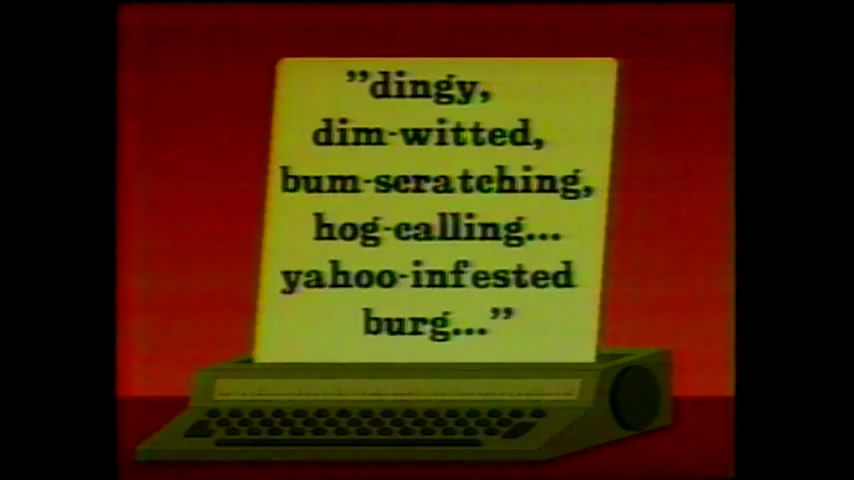 ”dingy,
dim-witted,
bum-scratching,
hog-calling...
yahoo-infested
burg...”